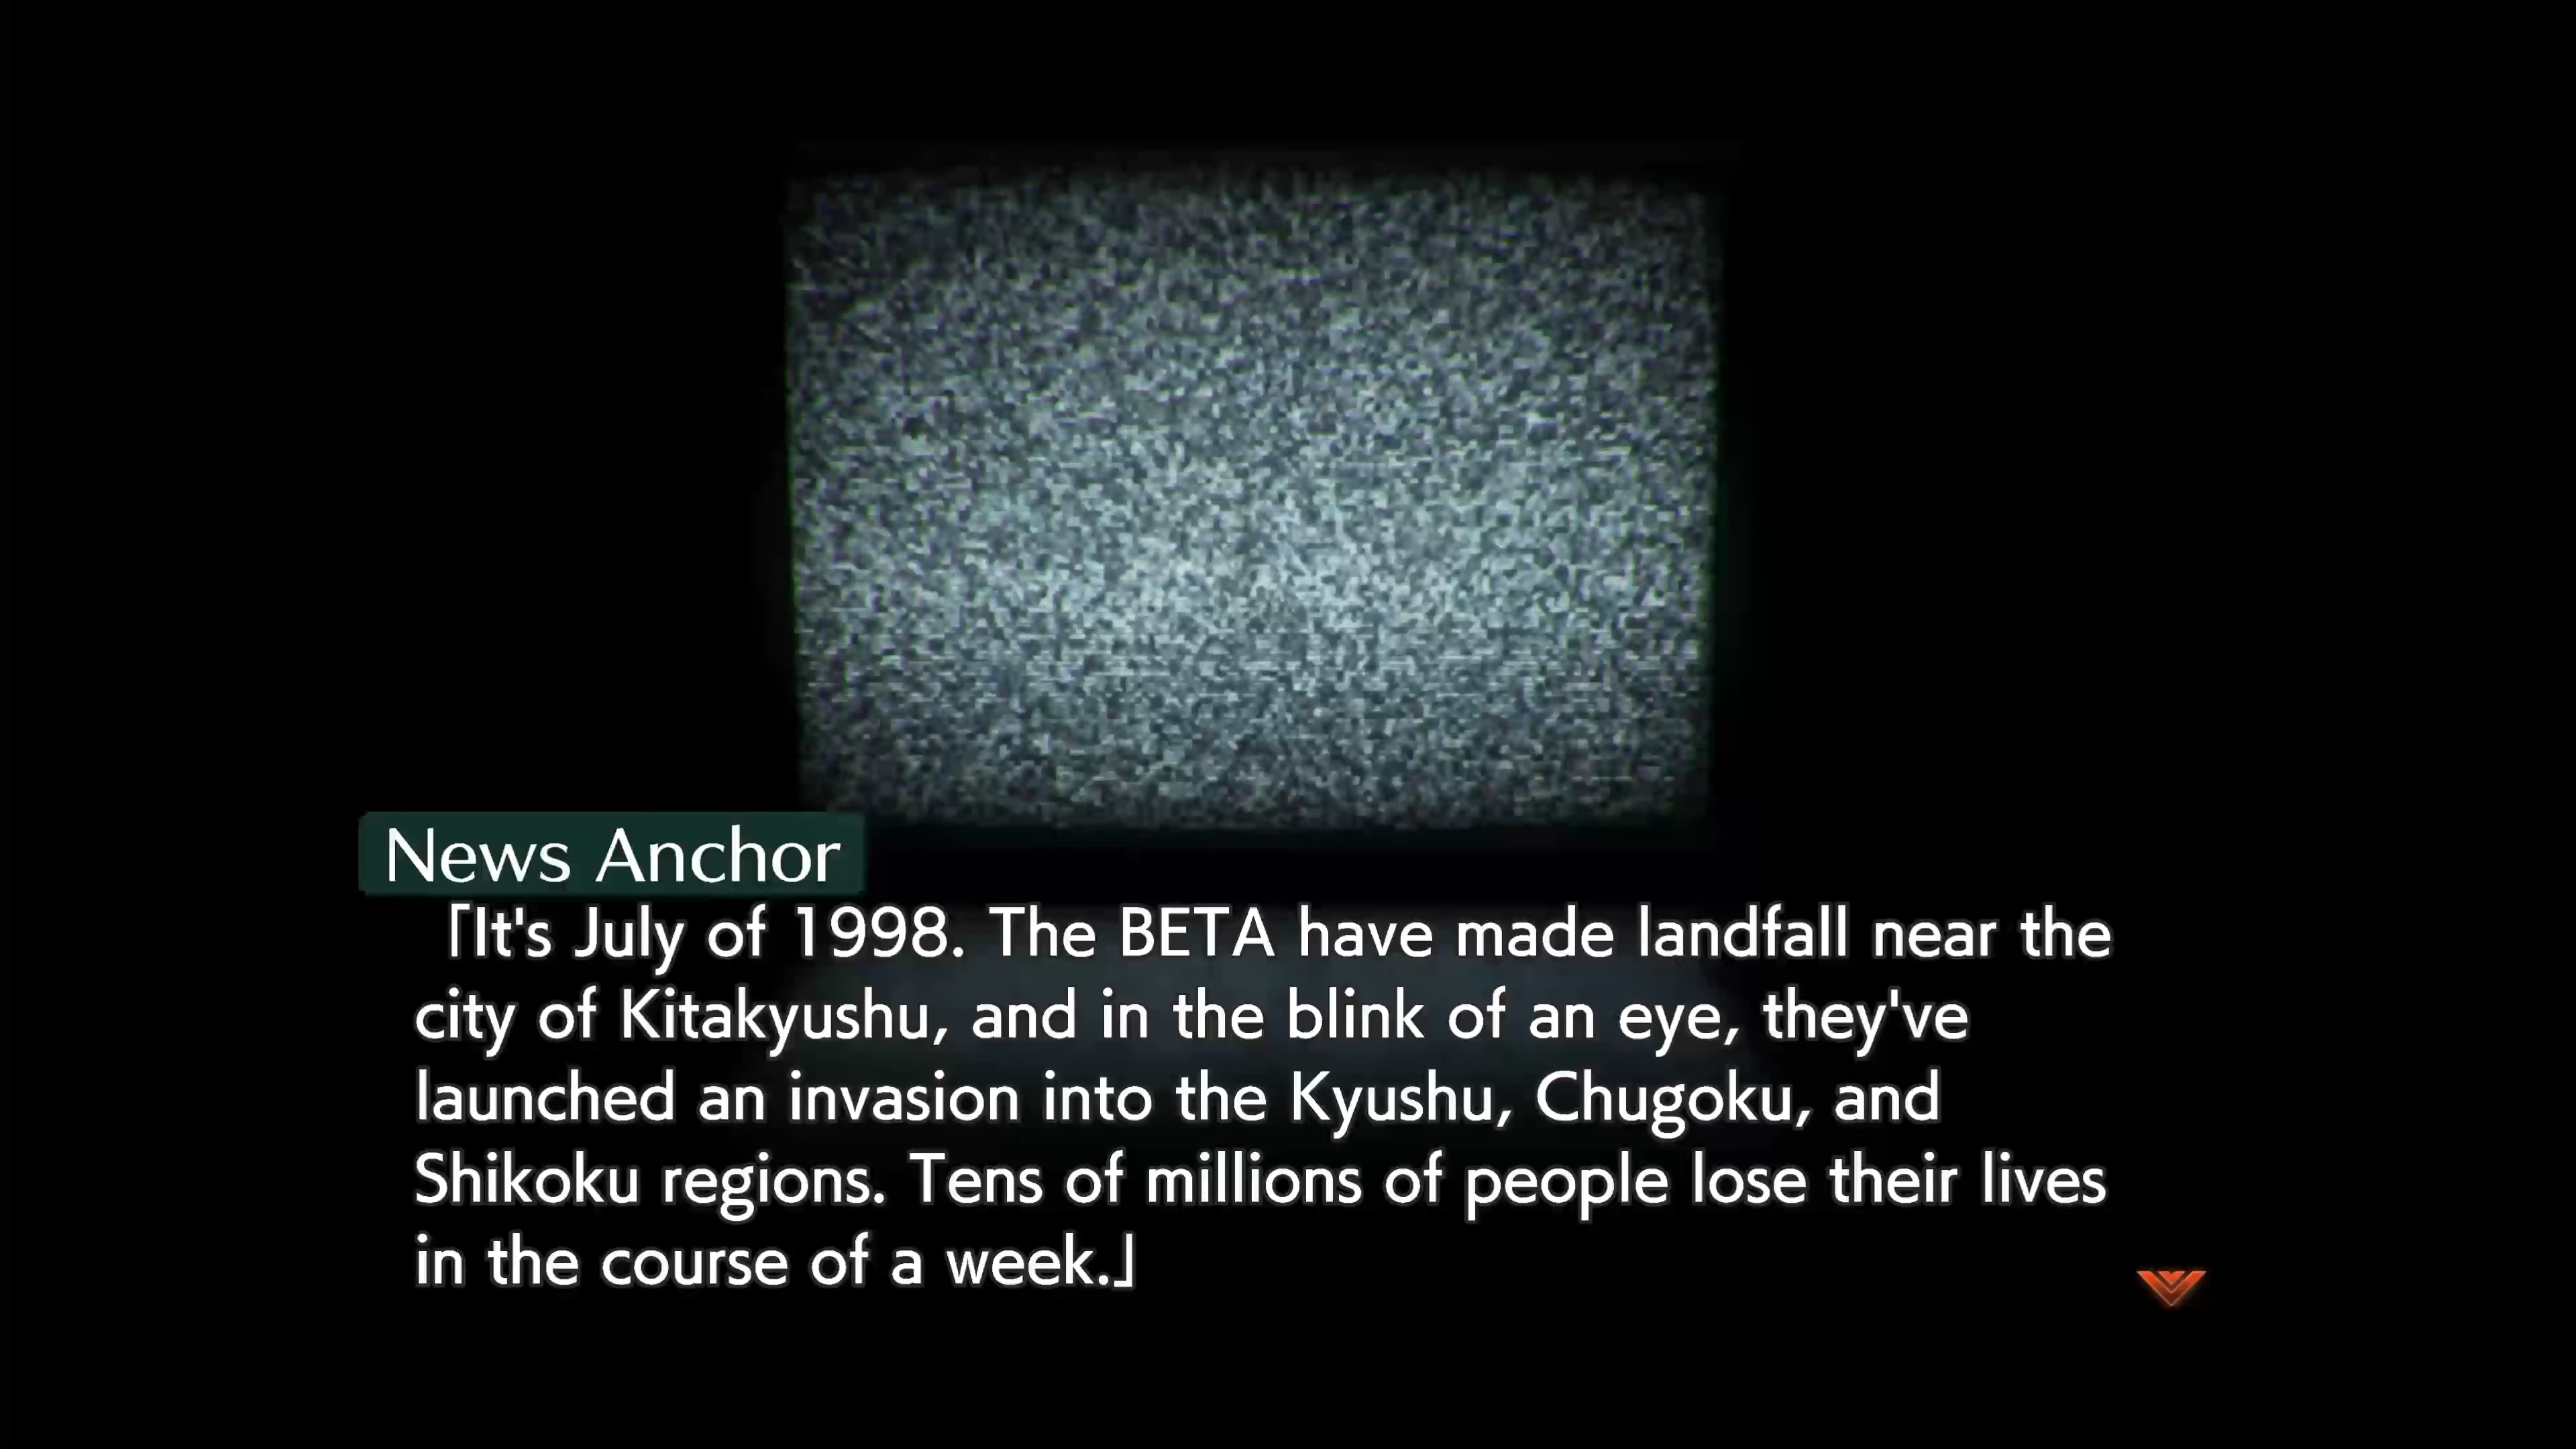 News Anchor
「It's July of 1998. The BETA have made landfall near the
city of Kitakyushu, and in the blink of an eye, they've
launched an invasion into the Kyushu, Chugoku, and
Shikoku regions. Tens of millions of people lose their lives
in the course of a week.」